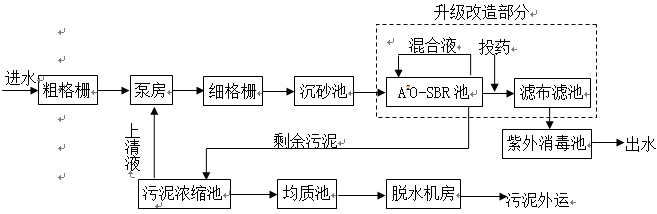 升级改造部分
混合液
投药
进水
粗格栅
泵房
细格栅
沉砂池
A²O-SBR 池
滤布滤池
上清液
剩余污泥
紫外消毒池
出水
污泥浓缩池
均质池
脱水机房
污泥外运